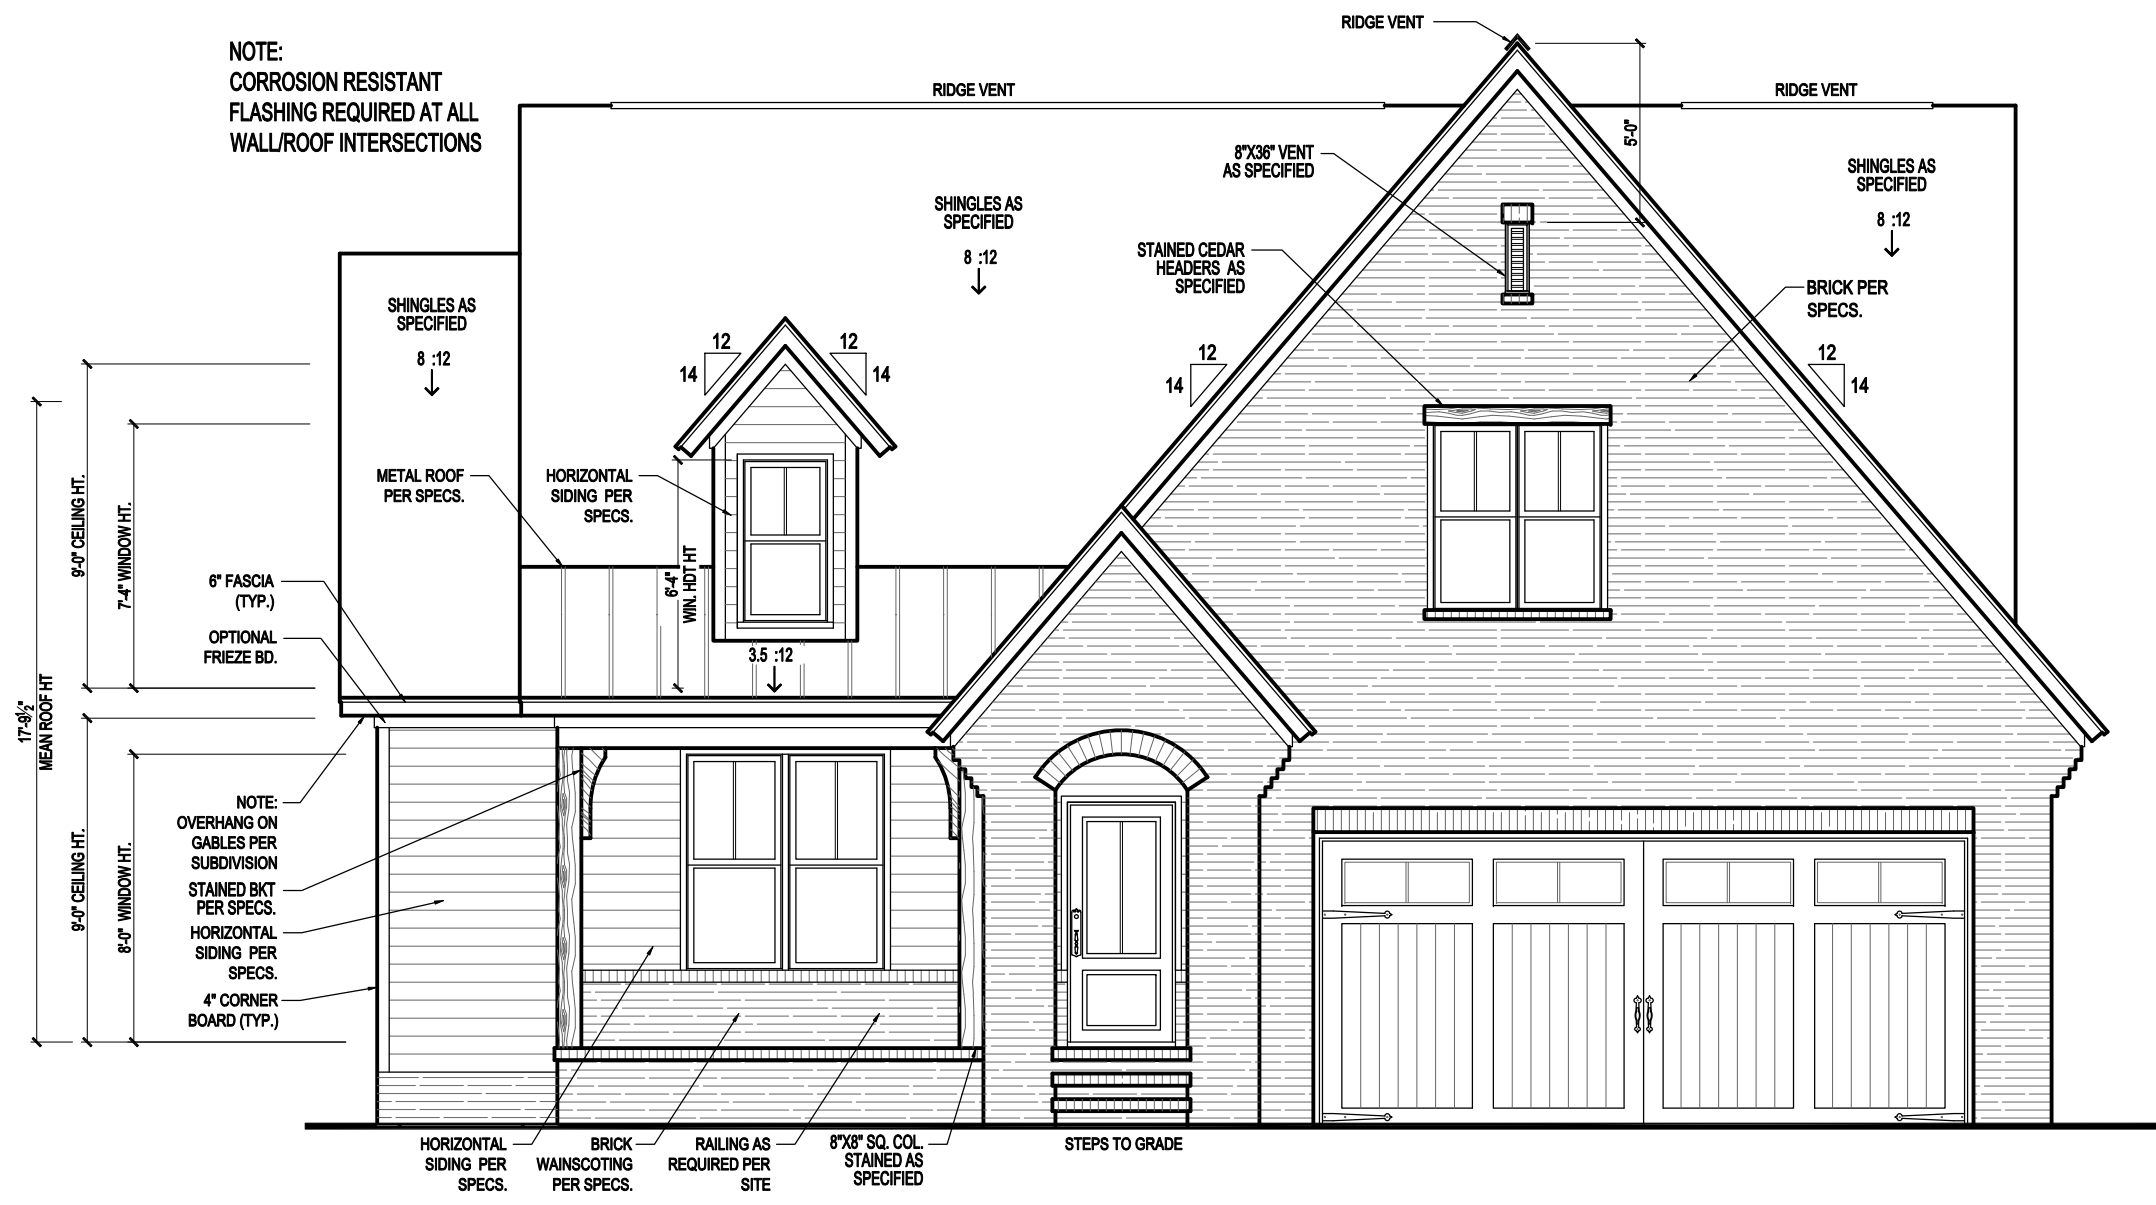 RIDGE VENT
NOTE:
CORROSION RESISTANT
FLASHING REQUIRED AT ALL
WALL/ROOF INTERSECTIONS
RIDGE VENT
RIDGE VENT
5'-0"
8"X36" VENT
AS SPECIFIED
SHINGLES AS
SPECIFIED
8 :12
SHINGLES AS
SPECIFIED
8 :12
STAINED CEDAR
HEADERS AS
SPECIFIED
BRICK PER
SPECS.
SHINGLES AS
SPECIFIED
8 :12
12
14
12
14
12
14
12
14
METAL ROOF
PER SPECS.
HORIZONTAL
SIDING PER
SPECS.
9'-0" CEILING HT.
7'-4" WINDOW HT.
6'-4"
WIN. HDT HT
6" FASCIA
(TYP.)
OPTIONAL
FRIEZE BD.
3.5 :12
17'-9½"
MEAN ROOF HT
9'-0" CEILING HT.
8'-0" WINDOW HT.
NOTE:
OVERHANG ON
GABLES PER
SUBDIVISION
STAINED BKT
PER SPECS.
HORIZONTAL
SIDING PER
SPECS.
4" CORNER
BOARD (TYP.)
HORIZONTAL
SIDING PER
SPECS.
BRICK
WAINSCOTING
PER SPECS.
RAILING AS
REQUIRED PER
SITE
8"X8" SQ. COL.
STAINED AS
SPECIFIED
STEPS TO GRADE